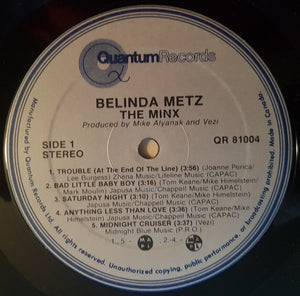 Quantum Records
BELINDA METZ
THE MINX
Produced by Mike Alyanak and Vezi
SIDE 1
STEREO
QR 81004
1. TROUBLE (At the End Of The Line) (3:56) (Joanne Perica/
Lee Burgess) Zhena Music/Lifeline Music (CAPAC)
2. BAD LITTLE BABY BOY (3:16) (Tom Keane/Mike Himelstein/
Mark Moulin) Japusa Music/Chappell Music (CAPAC)
3. SATURDAY NIGHT (3:10) (Tom Keane/Mike Himelstein)
Japusa Music/Chappell Music (CAPAC)
4. ANYTHING LESS THAN LOVE (3:36) (Tom Keane/Mike
Himelstein) Japusa Music/Chappell Music (CAPAC)
5. MIDNIGHT CRUISER (3:37) (Vezi)
Midnight Blue Music (P.R.O.)
Manufactured by Quantum Records
All rights reserved. Unauthorized copying, public performance,
Made in Canada.